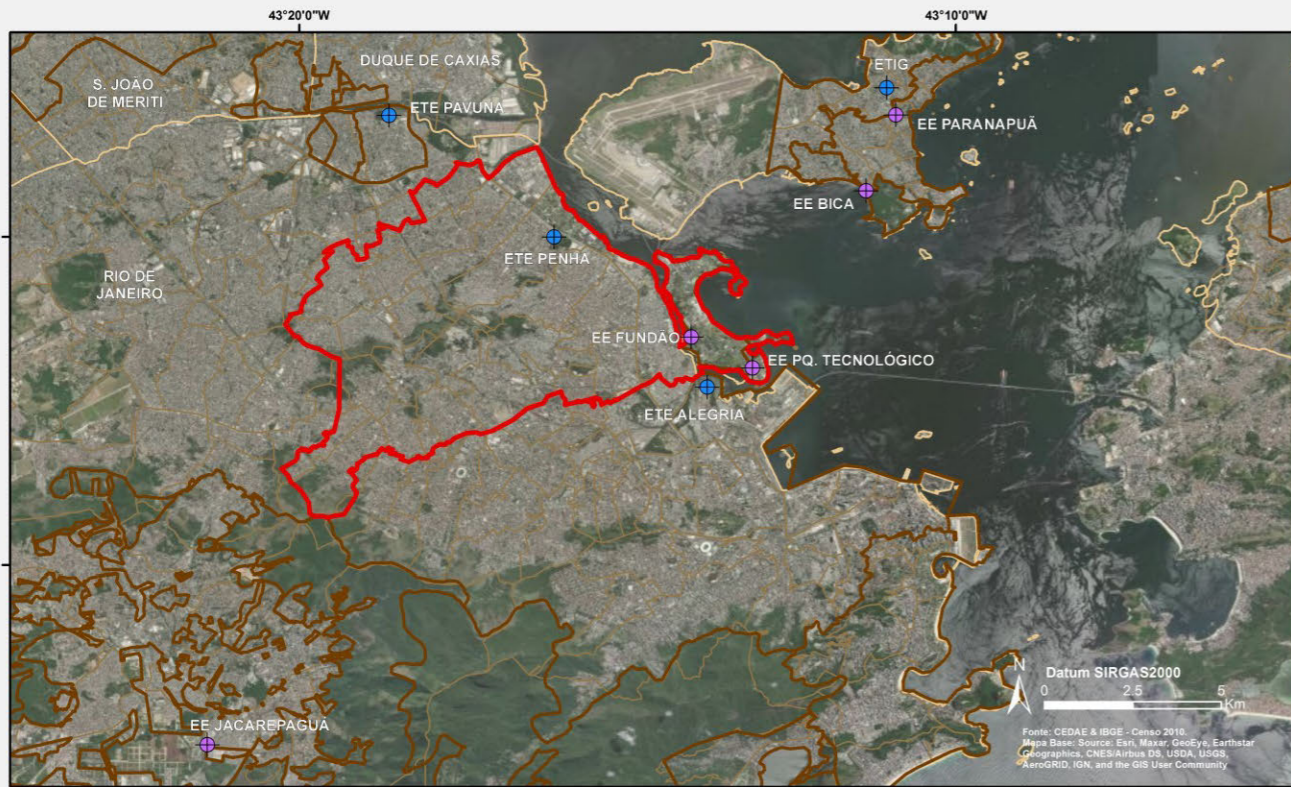 43°20'0"W
43°10'0"W
DUQUE DE CAXIAS
S. JOÃO
DE MERITI
ETE PAVUNA
ETIG
EE PARANAPUÃ
EE BICA
ETE PENHA
RIO DE
JANEIRO
EE FUNDÃO
EE PQ. TECNOLÓGICO
ETE ALEGRIA
EE JACAREPAGUÁ
N
Datum SIRGAS2000
0 2.5 5
Km
Fonte: CEDAE & IBGE - Censo 2010.
Mapa Base: Source: Esri, Maxar, GeoEye, Earthstar
Geographics, CNES/Airbus DS, USDA, USGS,
AeroGRID, IGN, and the GIS User Community